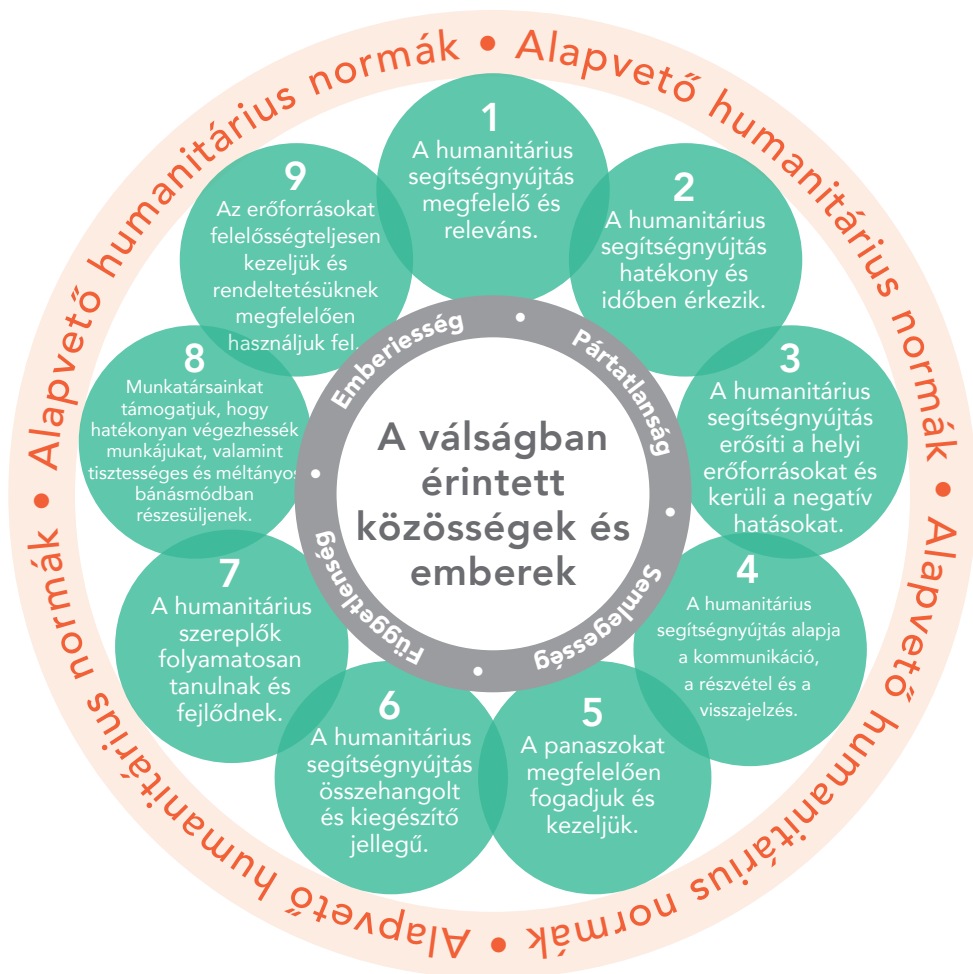 Alapvető humanitárius normák • Alapvető humanitárius normák • Alapvető humanitárius normák • Alapvető humanitárius normák •
1
A humanitárius
segítségnyújtás
megfelelő és
releváns.
2
A humanitárius
segítségnyújtás
hatékony és
időben érkezik.
3
A humanitárius
segítségnyújtás
erősíti a helyi
erőforrásokat és
kerüli a negatív
hatásokat.
4
A humanitárius
segítségnyújtás alapja
a kommunikáció,
a részvétel és a
visszajelzés.
5
A panaszokat
megfelelően
fogadjuk és
kezeljük.
6
A humanitárius
segítségnyújtás
összehangolt
és kiegészítő
jellegű.
7
A humanitárius
szereplők
folyamatosan
tanulnak és
fejlődnek.
8
Munkatársainkat
támogatjuk, hogy
hatékonyan végezhessék
munkájukat, valamint
tisztességes és méltányos
bánásmódban
részesüljenek.
9
Az erőforrásokat
felelősségteljesen
kezeljük és
rendeltetésüknek
megfelelően
használjuk fel.
Emberiesség • Pártatlanság • Semlegesség • Függetlenség •
A válságban
érintett
közösségek és
emberek